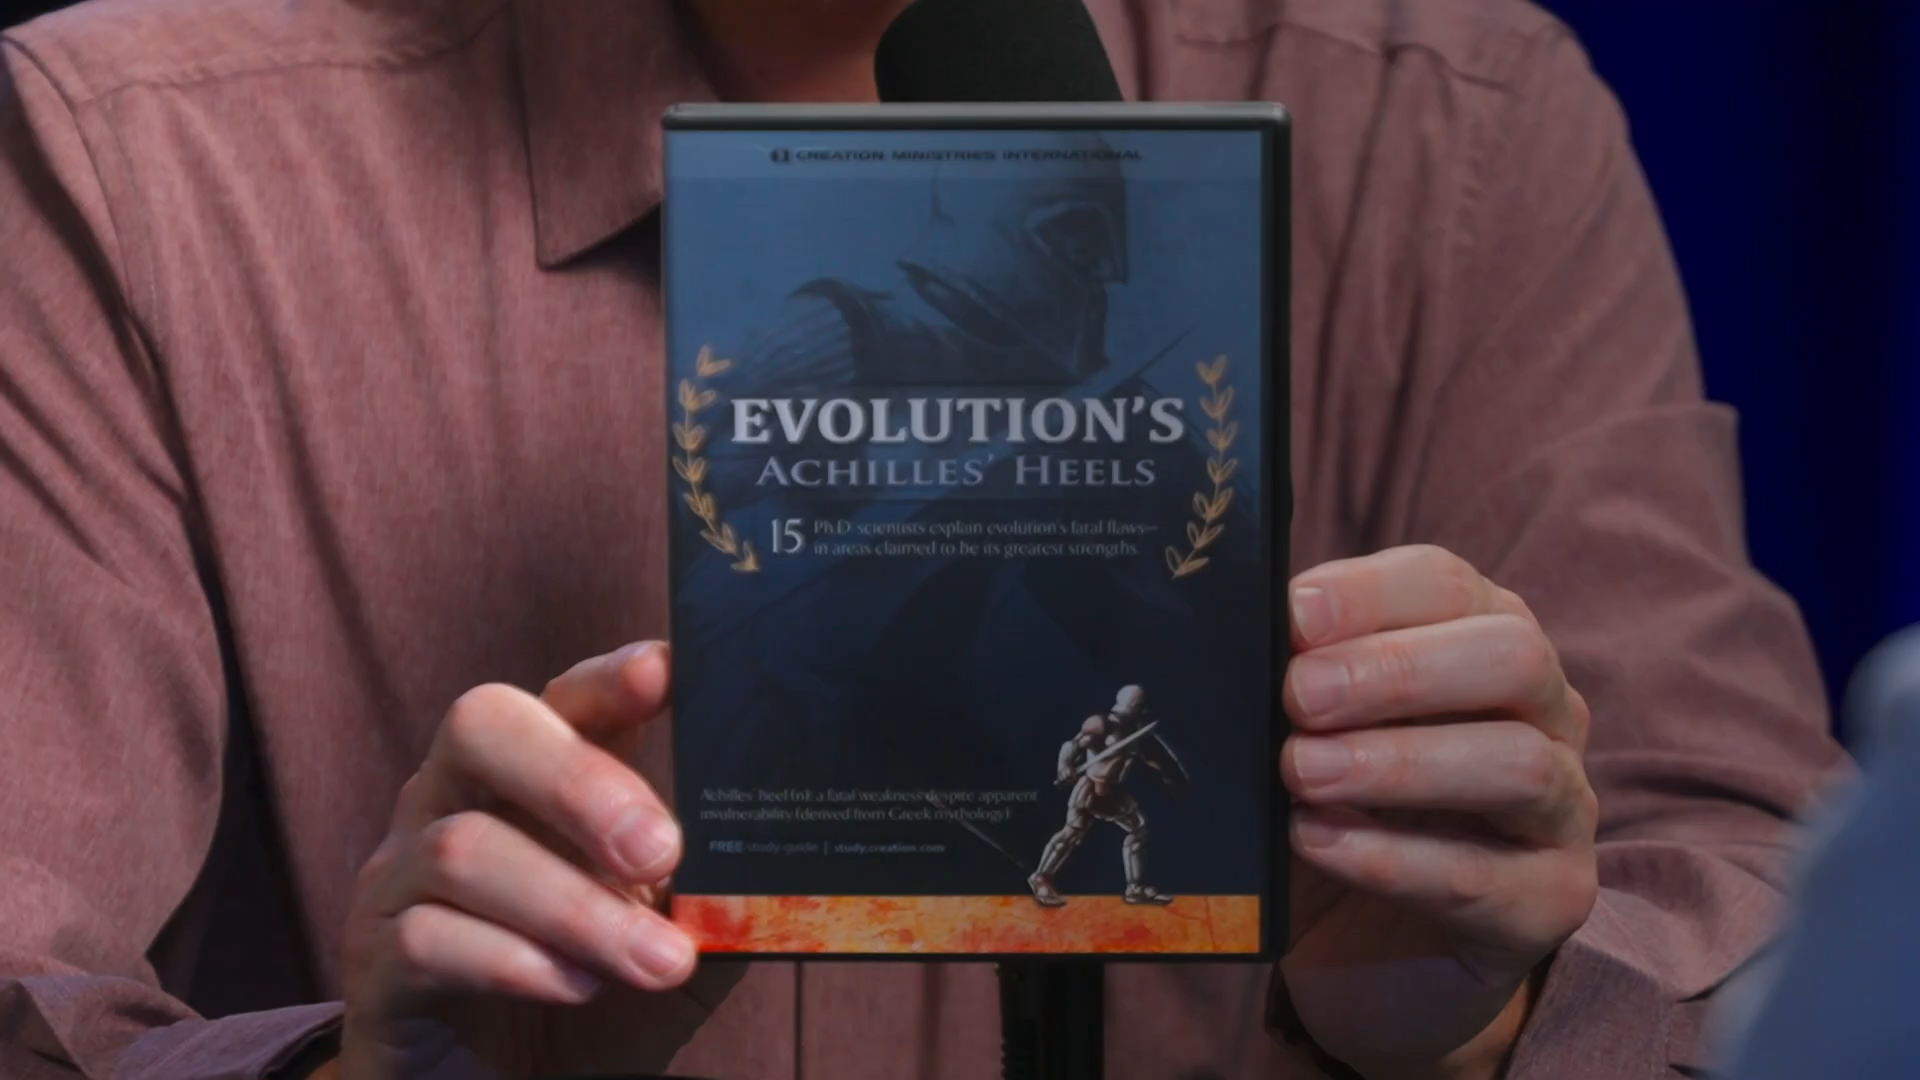 CREATION MINISTRIES INTERNATIONAL
EVOLUTION'S
ACHILLES' HEELS
15 Ph.D. scientists explain evolution's fatal flaws—
in areas claimed to be its greatest strengths.
Achilles' heel (n): a fatal weakness despite apparent
invulnerability (derived from Greek mythology)
FREE study guide | study.creation.com